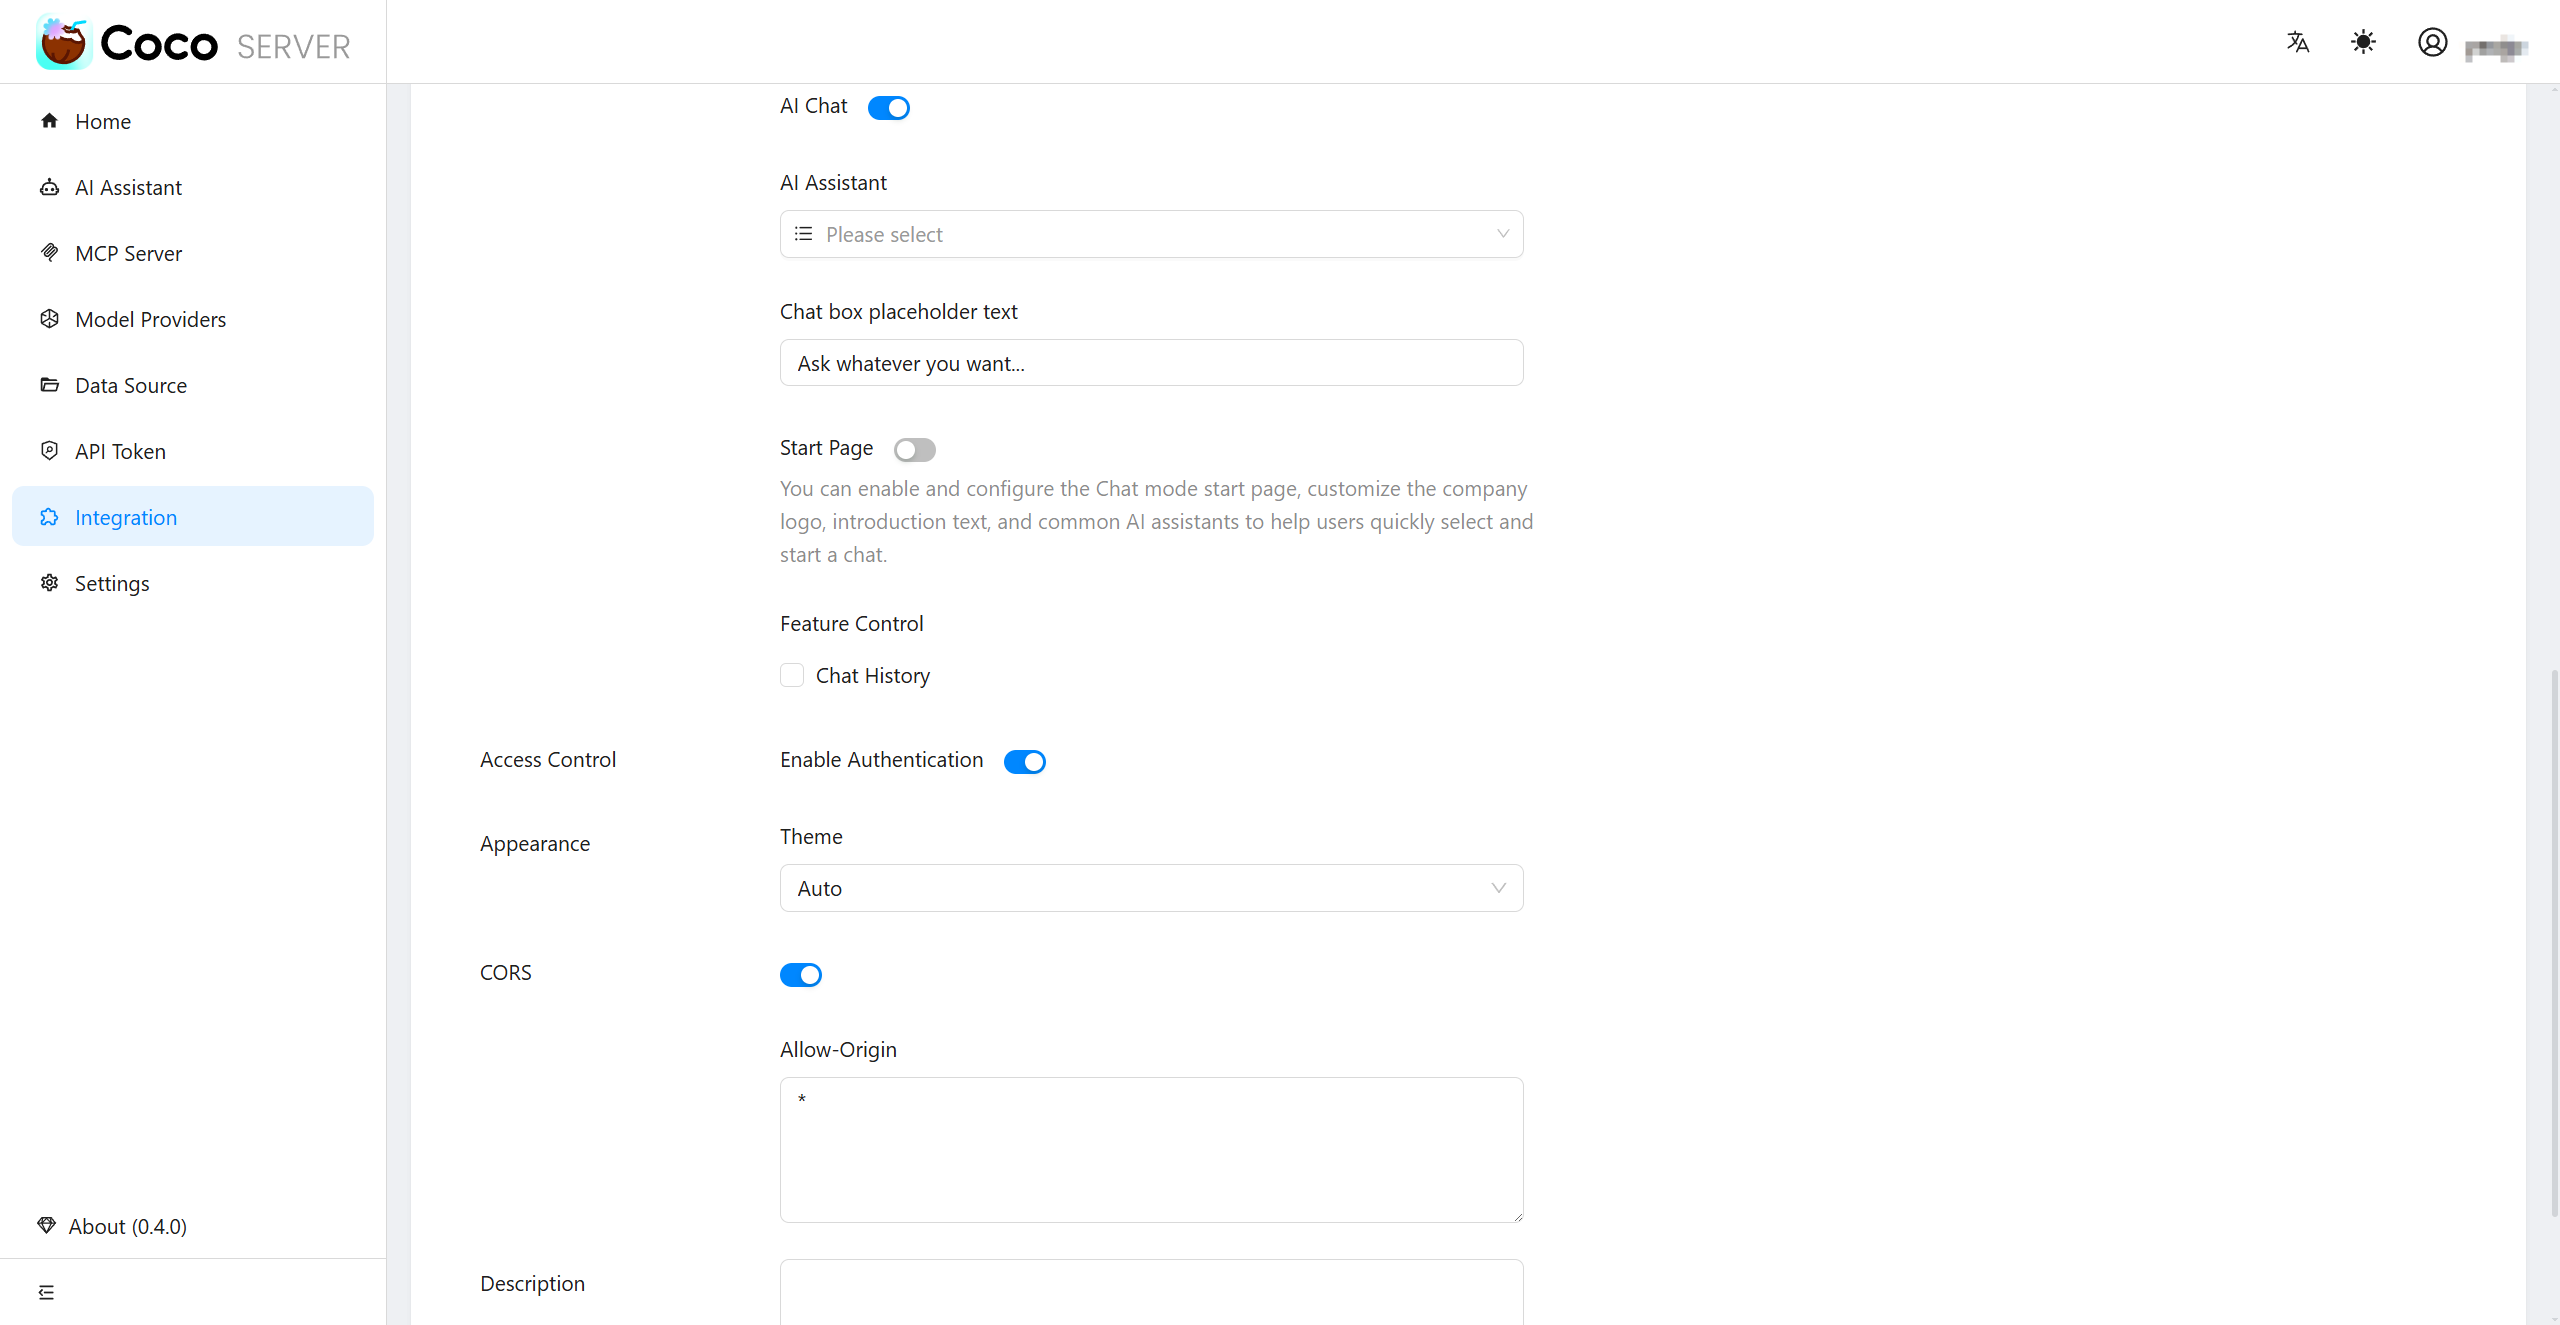 Coco SERVER
Home
AI Assistant
MCP Server
Model Providers
Data Source
API Token
Integration
Settings
About (0.4.0)
AI Chat
AI Assistant
Please select
Chat box placeholder text
Ask whatever you want...
Start Page
You can enable and configure the Chat mode start page, customize the company
logo, introduction text, and common AI assistants to help users quickly select and
start a chat.
Feature Control
Chat History
Access Control
Enable Authentication
Appearance
Theme
Auto
CORS
Allow-Origin
*
Description